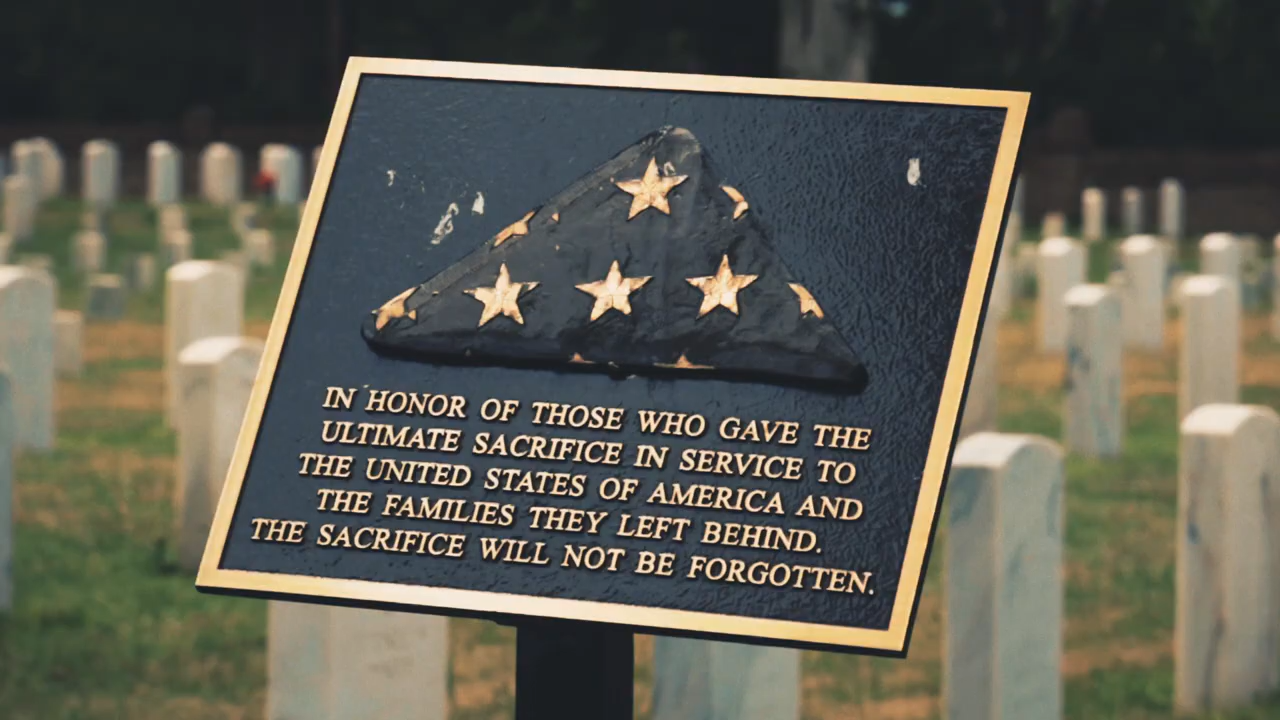 IN HONOR OF THOSE WHO GAVE THE
ULTIMATE SACRIFICE IN SERVICE TO
THE UNITED STATES OF AMERICA AND
THE FAMILIES THEY LEFT BEHIND.
THE SACRIFICE WILL NOT BE FORGOTTEN.